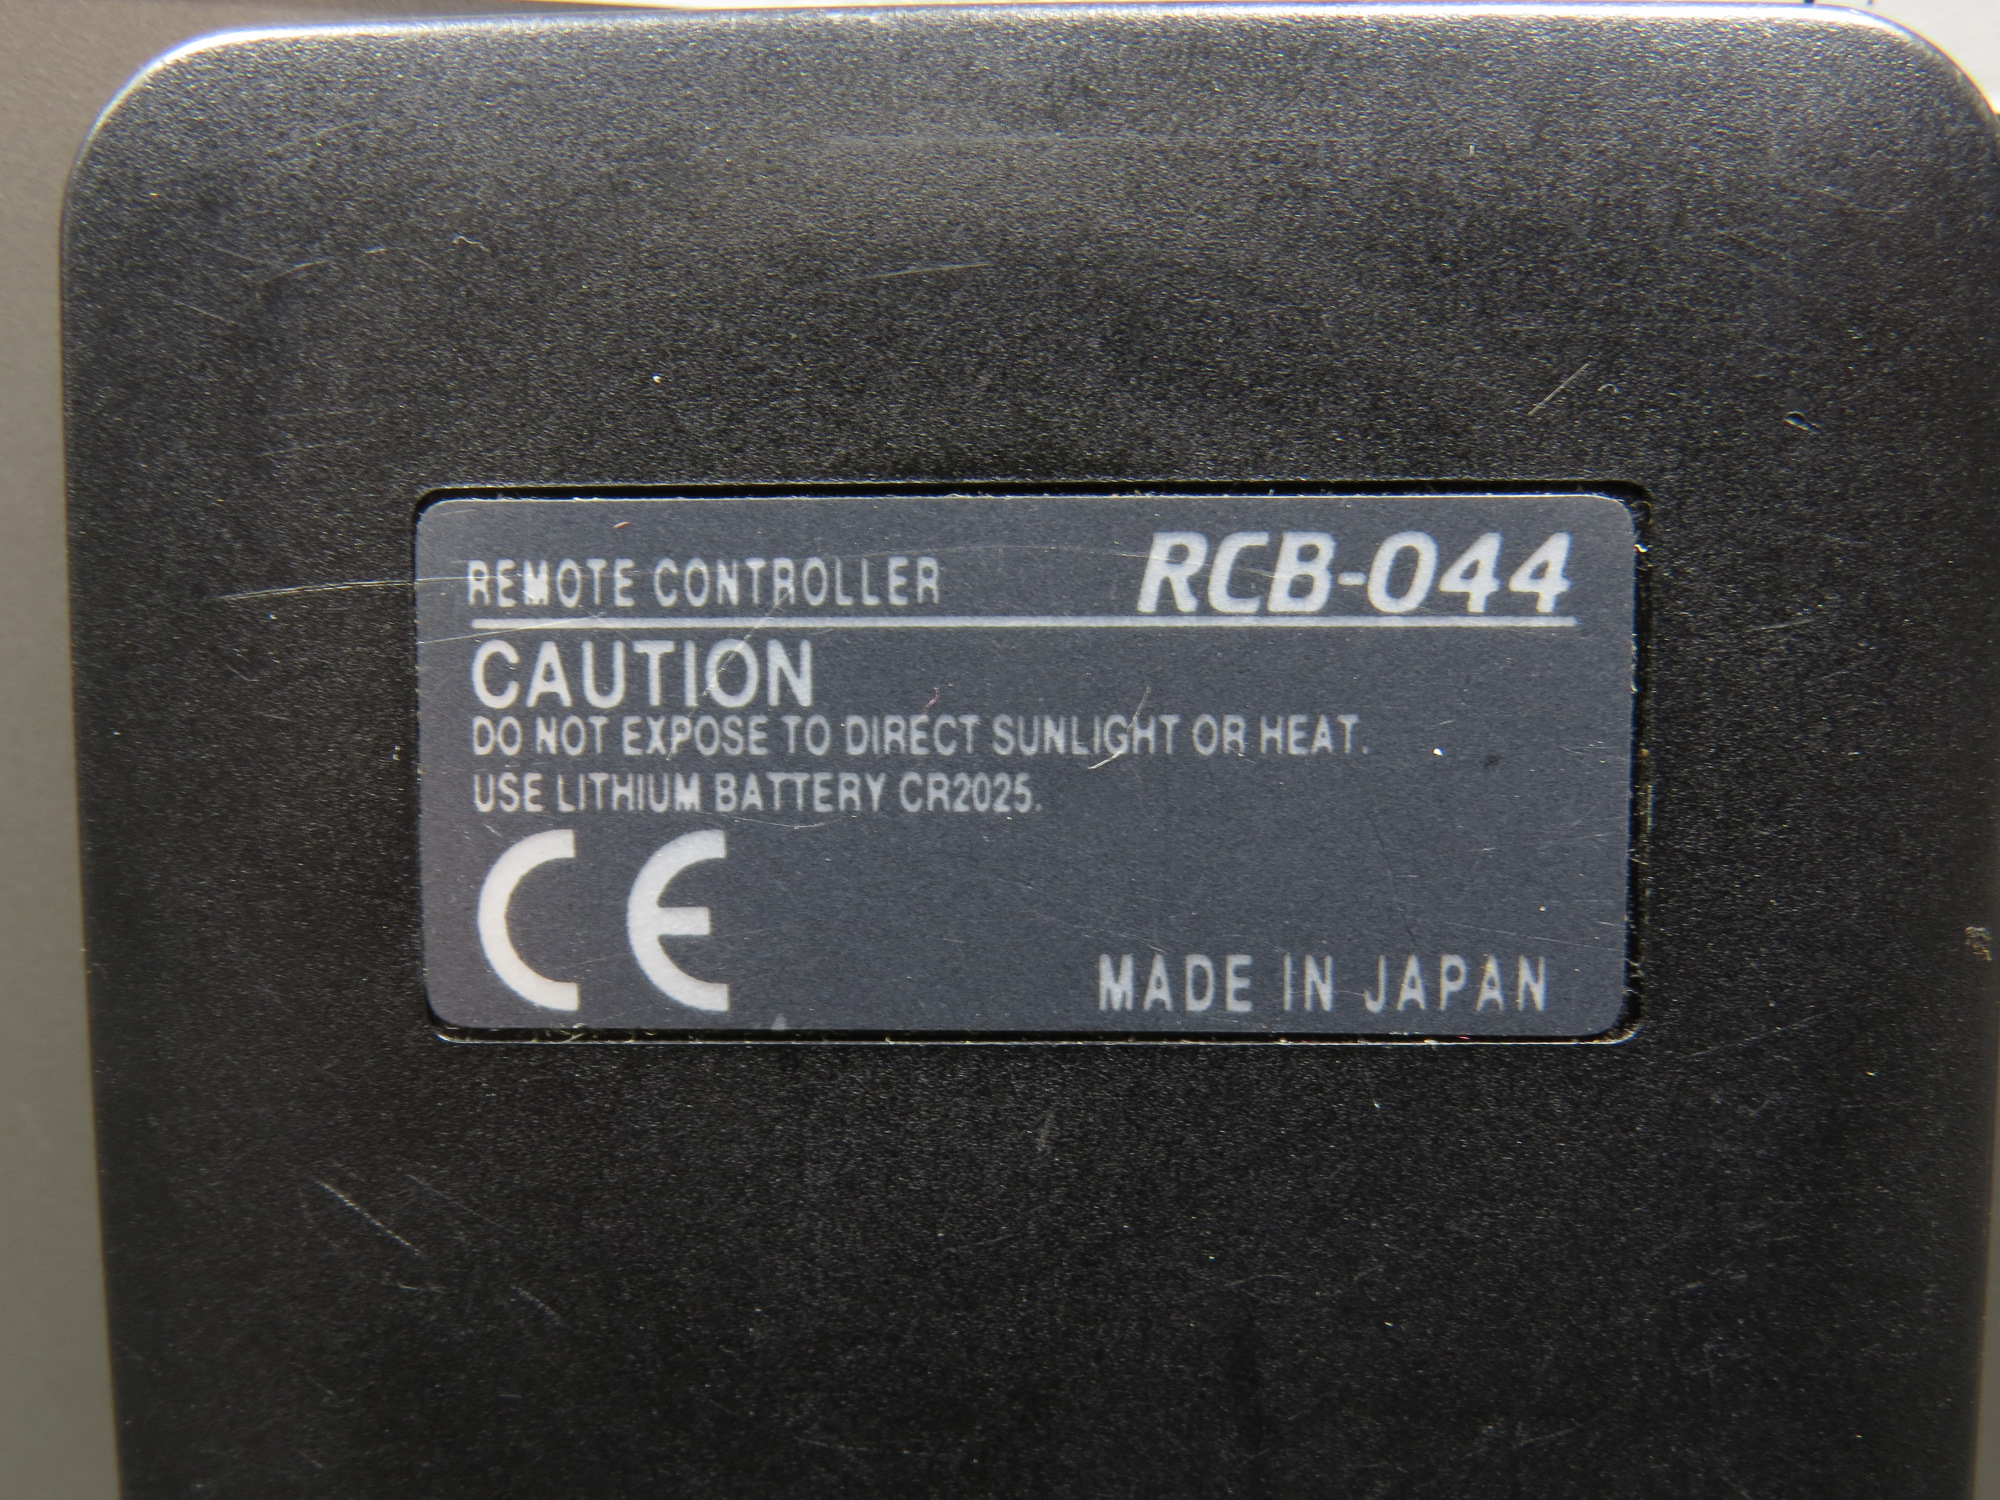 REMOTE CONTROLLER RCB-044
CAUTION
DO NOT EXPOSE TO DIRECT SUNLIGHT OR HEAT.
USE LITHIUM BATTERY CR2025.
CE
MADE IN JAPAN